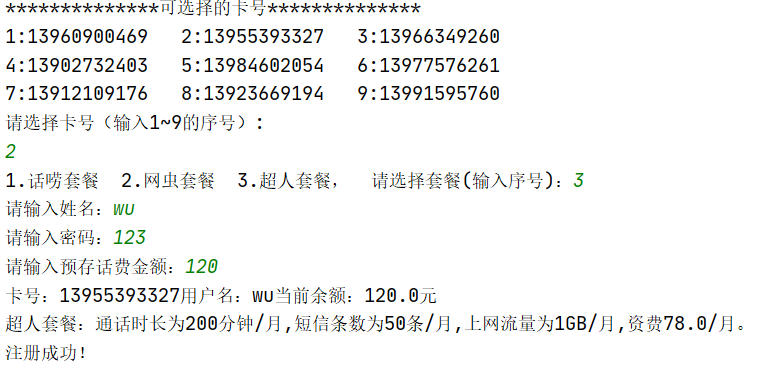 **************可选择的卡号**************
1:13960900469   2:13955393327   3:13966349260
4:13902732403   5:13984602054   6:13977576261
7:13912109176   8:13923669194   9:13991595760
请选择卡号（输入1~9的序号）:
2
1.话唠套餐  2.网虫套餐  3.超人套餐，  请选择套餐(输入序号)：3
请输入姓名：wu
请输入密码：123
请输入预存话费金额：120
卡号：13955393327用户名：wu当前余额：120.0元
超人套餐：通话时长为200分钟/月,短信条数为50条/月,上网流量为1GB/月,资费78.0/月。
注册成功！